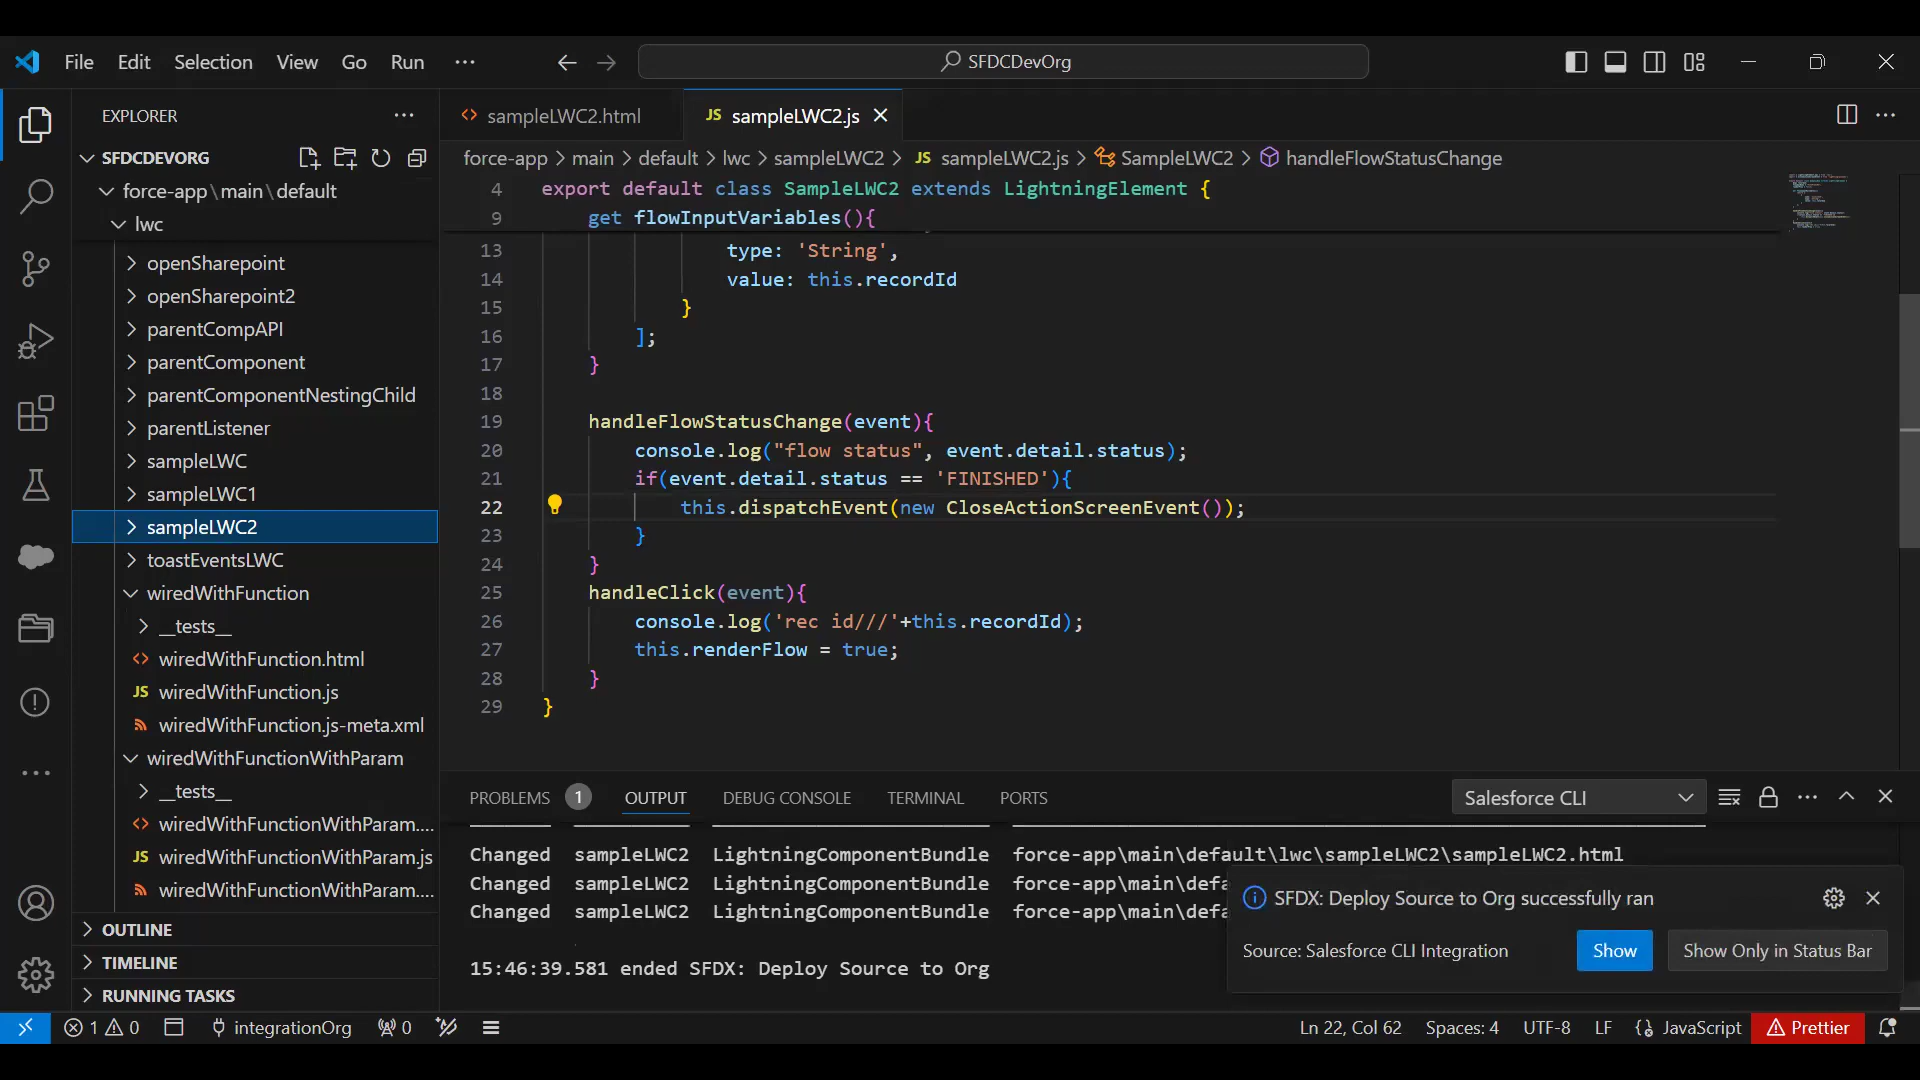 File Edit Selection View Go Run ···
SFDCDevOrg
EXPLORER
SFDCDEVORG
force-app\main\default
lwc
openSharepoint
openSharepoint2
parentCompAPI
parentComponent
parentComponentNestingChild
parentListener
sampleLWC
sampleLWC1
sampleLWC2
toastEventsLWC
wiredWithFunction
__tests__
wiredWithFunction.html
JS wiredWithFunction.js
wiredWithFunction.js-meta.xml
wiredWithFunctionWithParam
__tests__
wiredWithFunctionWithParam....
JS wiredWithFunctionWithParam.js
wiredWithFunctionWithParam....
OUTLINE
TIMELINE
RUNNING TASKS
sampleLWC2.html
JS sampleLWC2.js
force-app > main > default > lwc > sampleLWC2 > JS sampleLWC2.js > SampleLWC2 > handleFlowStatusChange
4 export default class SampleLWC2 extends LightningElement {
9 get flowInputVariables(){
13 type: 'String',
14 value: this.recordId
15 }
16 ];
17 }
18
19 handleFlowStatusChange(event){
20 console.log("flow status", event.detail.status);
21 if(event.detail.status == 'FINISHED'){
22 this.dispatchEvent(new CloseActionScreenEvent());
23 }
24 }
25 handleClick(event){
26 console.log('rec id///'+this.recordId);
27 this.renderFlow = true;
28 }
29 }
PROBLEMS 1 OUTPUT DEBUG CONSOLE TERMINAL PORTS
Salesforce CLI
Changed sampleLWC2 LightningComponentBundle force-app\main\default\lwc\sampleLWC2\sampleLWC2.html
Changed sampleLWC2 LightningComponentBundle force-app\main\defa
Changed sampleLWC2 LightningComponentBundle force-app\main\defa
15:46:39.581 ended SFDX: Deploy Source to Org
SFDX: Deploy Source to Org successfully ran
Source: Salesforce CLI Integration
Show
Show Only in Status Bar
1 0 integrationOrg 0
Ln 22, Col 62 Spaces: 4 UTF-8 LF JavaScript Prettier